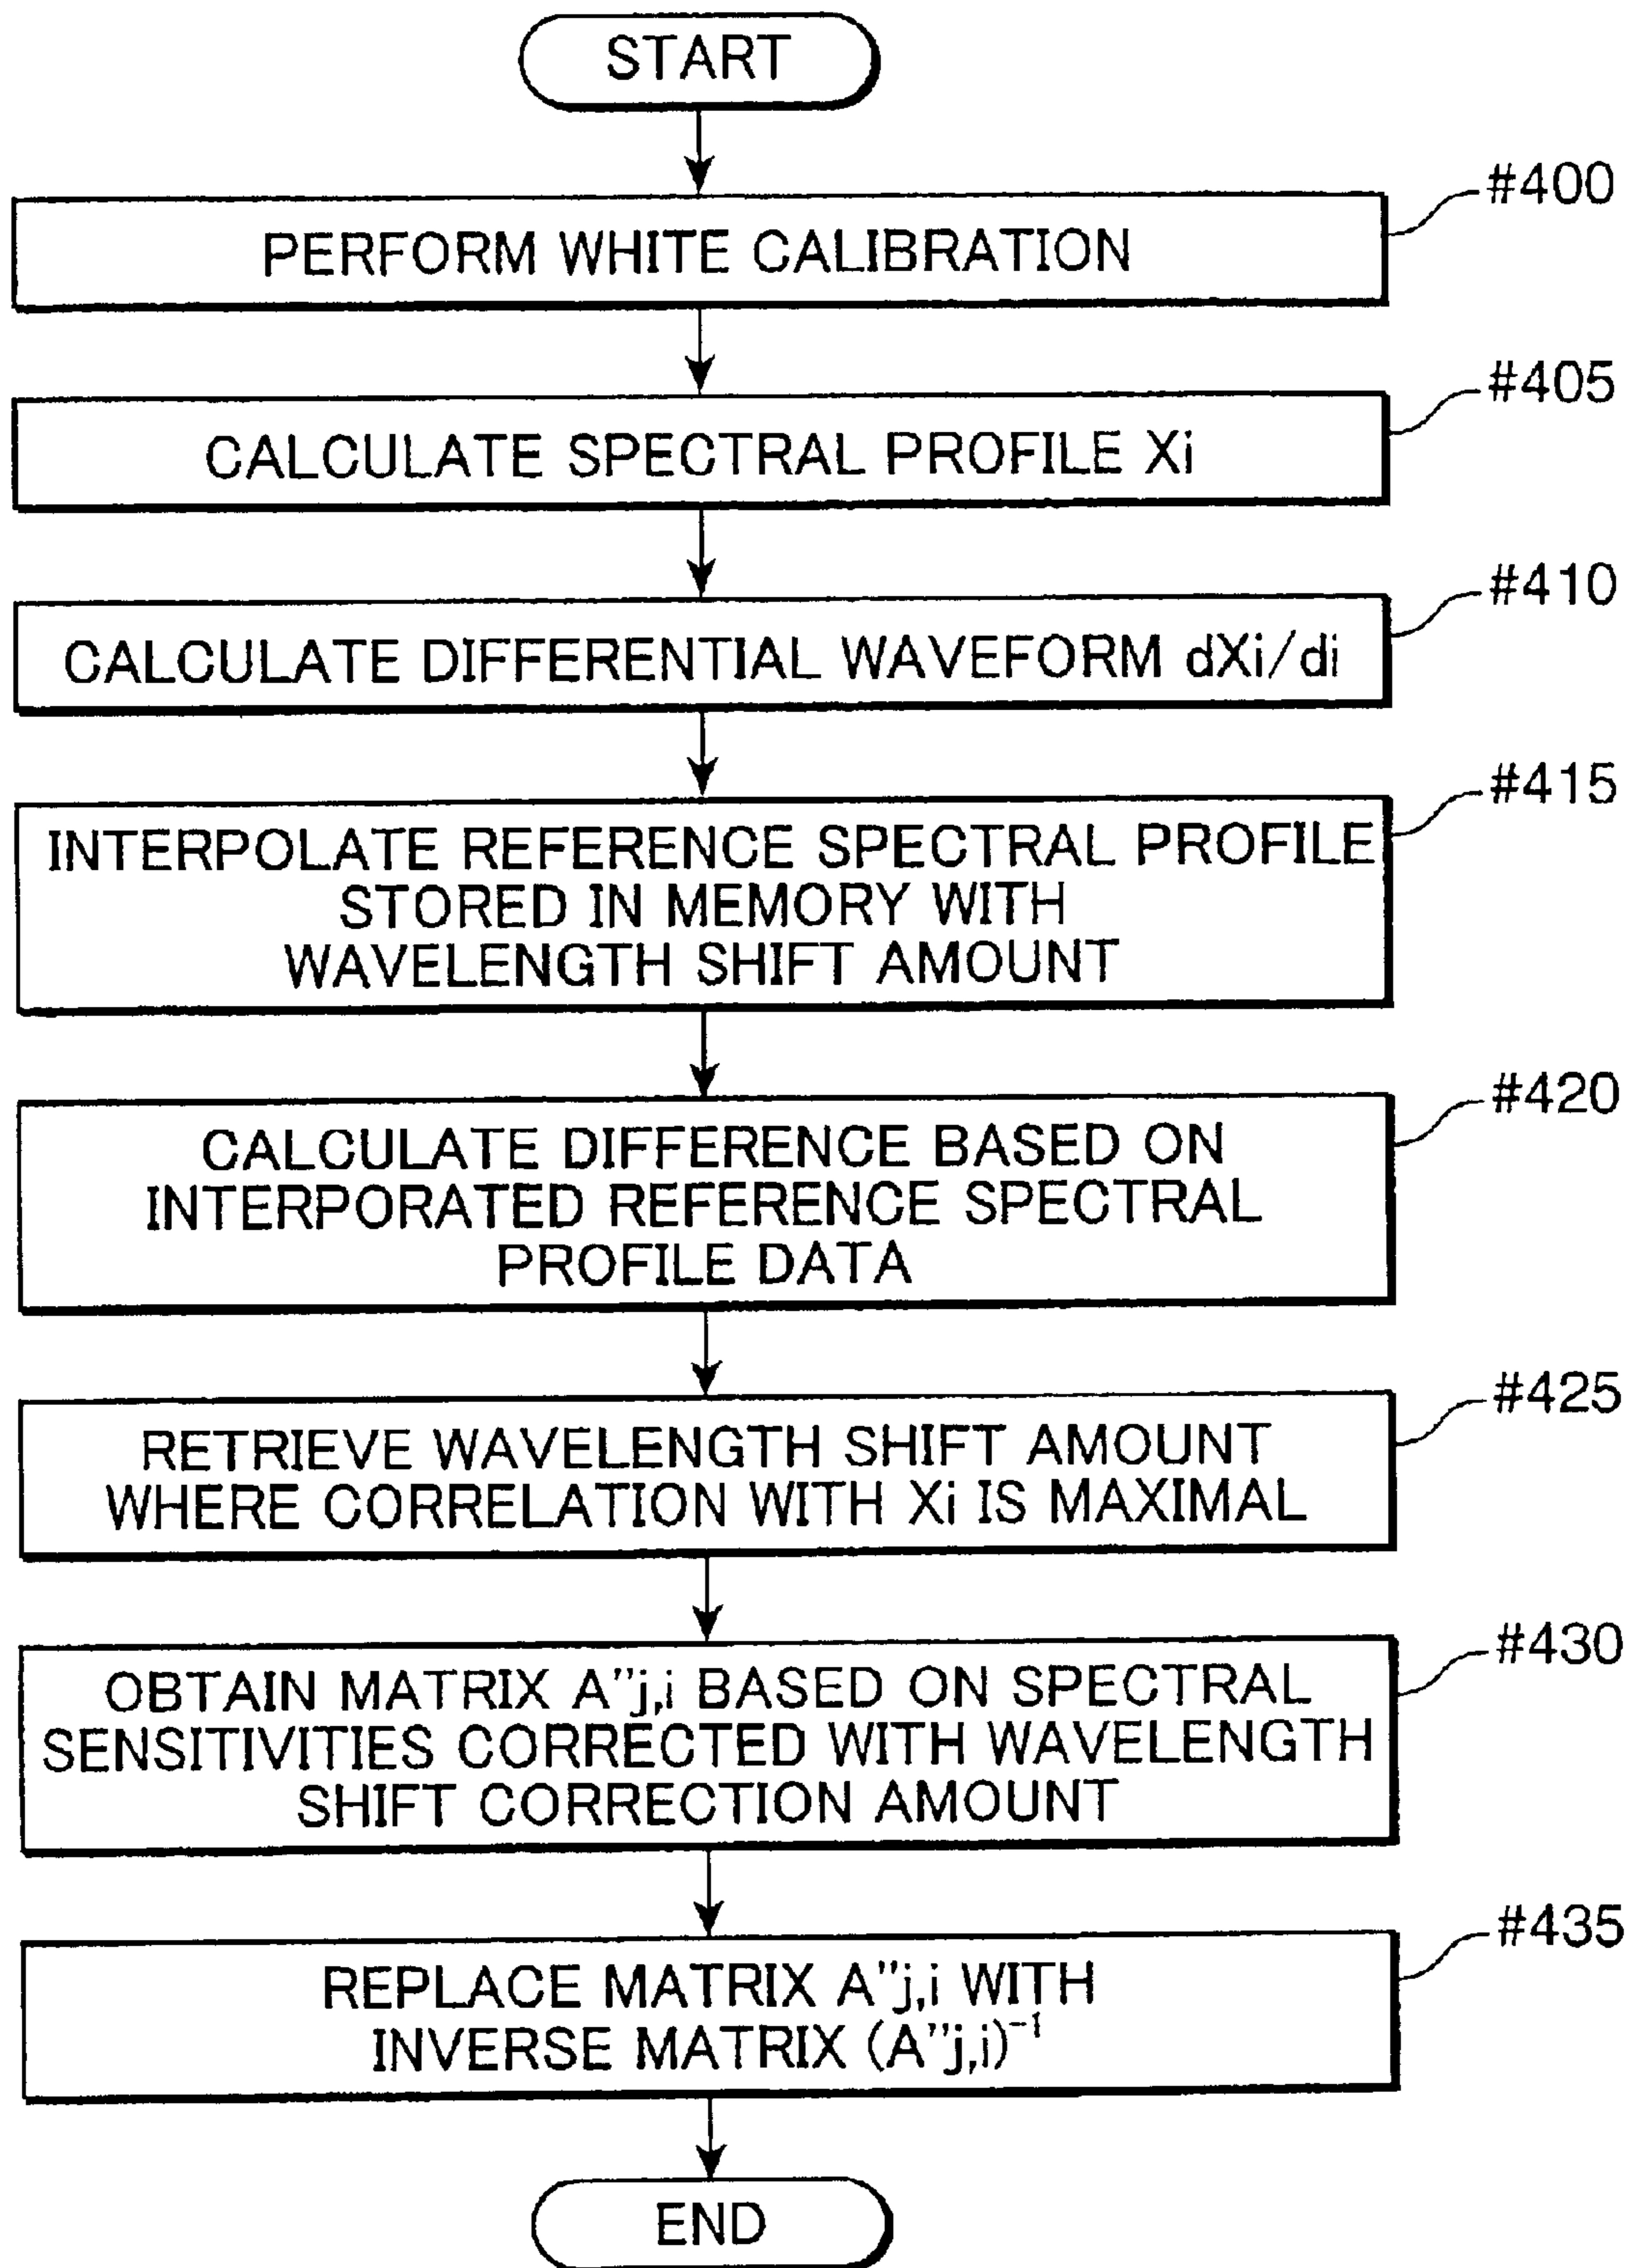 START
#400
PERFORM WHITE CALIBRATION
#405
CALCULATE SPECTRAL PROFILE Xi
#410
CALCULATE DIFFERENTIAL WAVEFORM dXi/di
#415
INTERPOLATE REFERENCE SPECTRAL PROFILE
STORED IN MEMORY WITH
WAVELENGTH SHIFT AMOUNT
#420
CALCULATE DIFFERENCE BASED ON
INTERPORATED REFERENCE SPECTRAL
PROFILE DATA
#425
RETRIEVE WAVELENGTH SHIFT AMOUNT
WHERE CORRELATION WITH Xi IS MAXIMAL
#430
OBTAIN MATRIX A"j,i BASED ON SPECTRAL
SENSITIVITIES CORRECTED WITH WAVELENGTH
SHIFT CORRECTION AMOUNT
#435
REPLACE MATRIX A"j,i WITH
INVERSE MATRIX (A"j,i)⁻¹
END